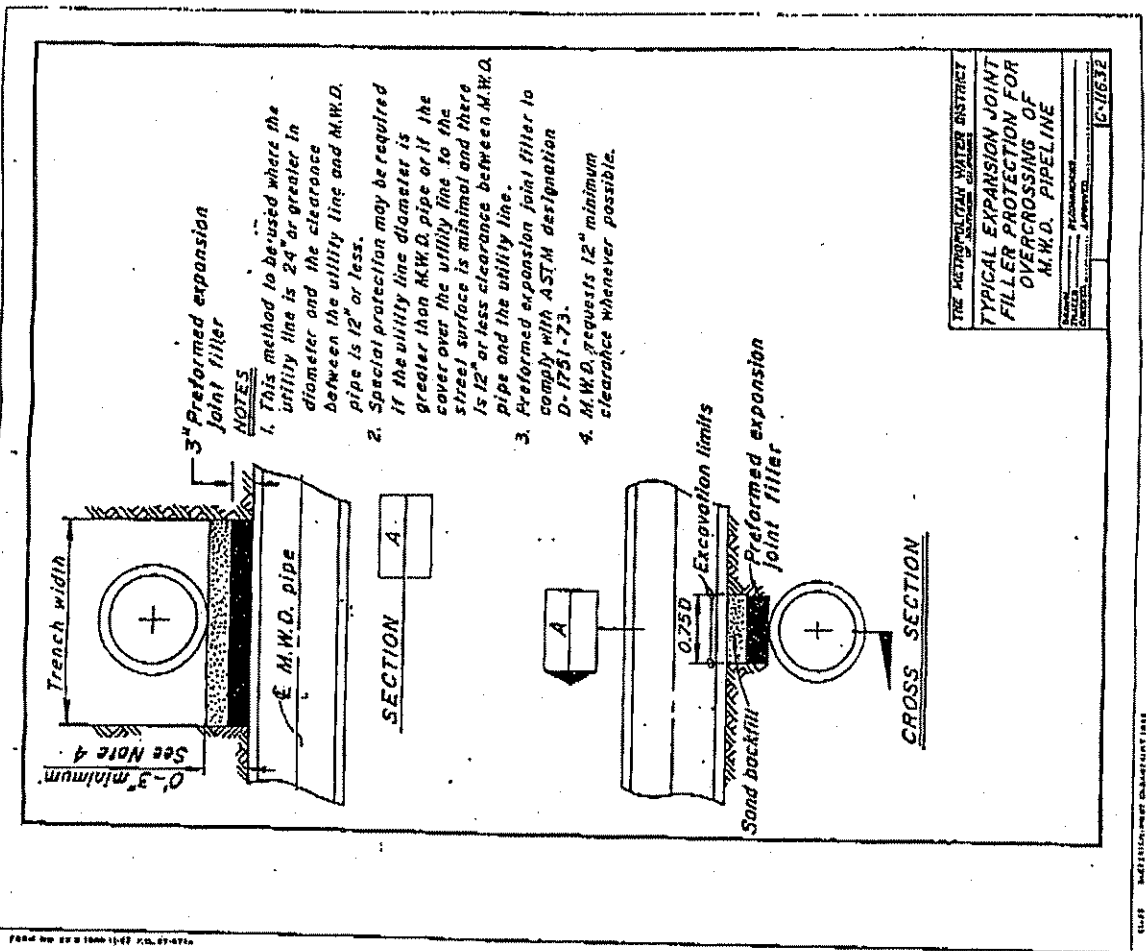 Trench width
0'-3" minimum.
See Note 4
₵ M.W.D. pipe
3" Preformed expansion
joint filler
SECTION
A
NOTES
1. This method to be used where the
utility line is 24" or greater in
diameter and the clearance
between the utility line and M.W.D.
pipe is 12" or less.
2. Special protection may be required
if the utility line diameter is
greater than M.W.D. pipe or if the
cover over the utility line to the
street surface is minimal and there
is 12" or less clearance between M.W.D.
pipe and the utility line.
3. Preformed expansion joint filler to
comply with ASTM designation
D-1751-73.
4. M.W.D. requests 12" minimum
clearance whenever possible.
A
0.75D
Excavation limits
Preformed expansion
joint filler
Sand backfill
CROSS SECTION
THE METROPOLITAN WATER DISTRICT
OF SOUTHERN CALIFORNIA
TYPICAL EXPANSION JOINT
FILLER PROTECTION FOR
OVERCROSSING OF
M.W.D. PIPELINE
DRAWN
TRACED
CHECKED
RECOMMENDED
APPROVED
C-11632